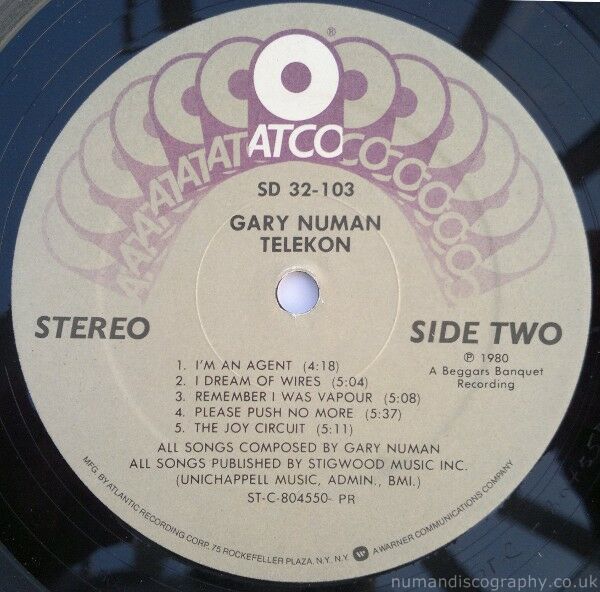 ATCO®
SD 32-103
GARY NUMAN
TELEKON
STEREO
SIDE TWO
℗ 1980
A Beggars Banquet
Recording
1. I'M AN AGENT (4:18)
2. I DREAM OF WIRES (5:04)
3. REMEMBER I WAS VAPOUR (5:08)
4. PLEASE PUSH NO MORE (5:37)
5. THE JOY CIRCUIT (5:11)
ALL SONGS COMPOSED BY GARY NUMAN
ALL SONGS PUBLISHED BY STIGWOOD MUSIC INC.
(UNICHAPPELL MUSIC, ADMIN., BMI.)
ST-C-804550- PR
MFG. BY ATLANTIC RECORDING CORP. 75 ROCKEFELLER PLAZA, N.Y. N.Y. W A WARNER COMMUNICATIONS COMPANY
numandiscography.co.uk